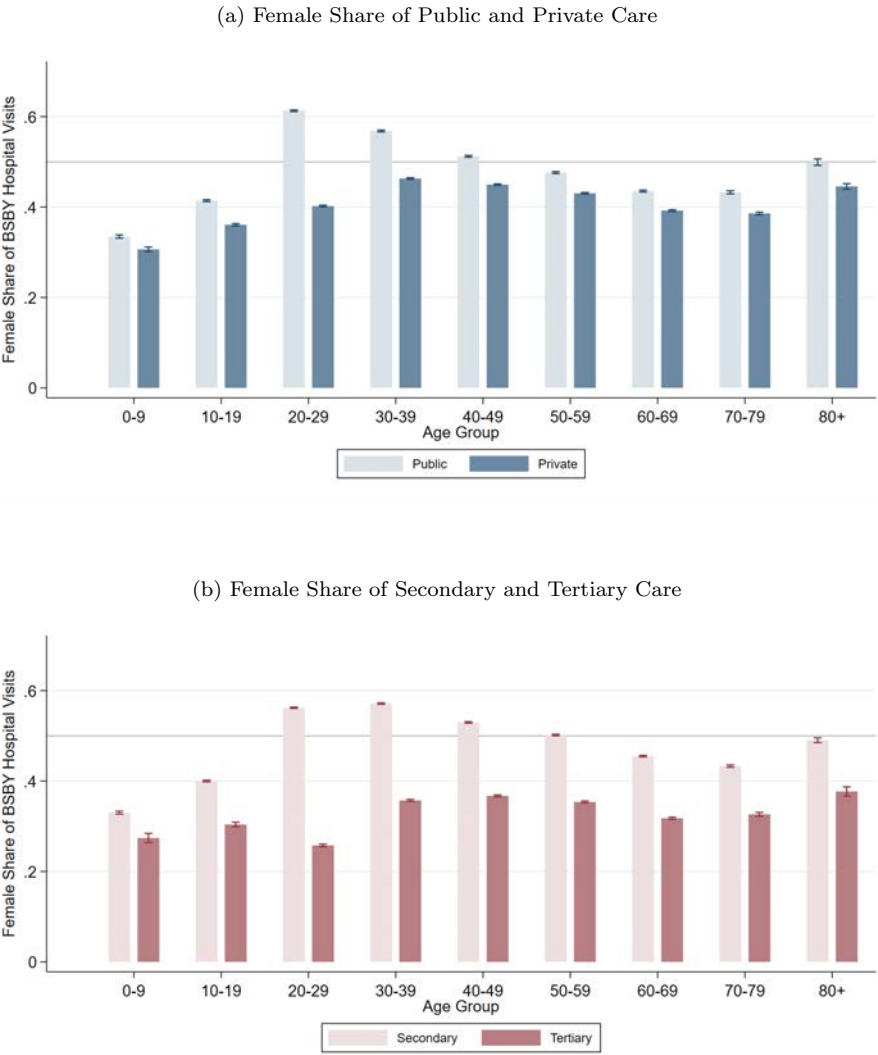 (a) Female Share of Public and Private Care
Female Share of BSBY Hospital Visits
.6
.4
.2
0
0-9 10-19 20-29 30-39 40-49 50-59 60-69 70-79 80+
Age Group
Public Private
(b) Female Share of Secondary and Tertiary Care
Female Share of BSBY Hospital Visits
.6
.4
.2
0
0-9 10-19 20-29 30-39 40-49 50-59 60-69 70-79 80+
Age Group
Secondary Tertiary